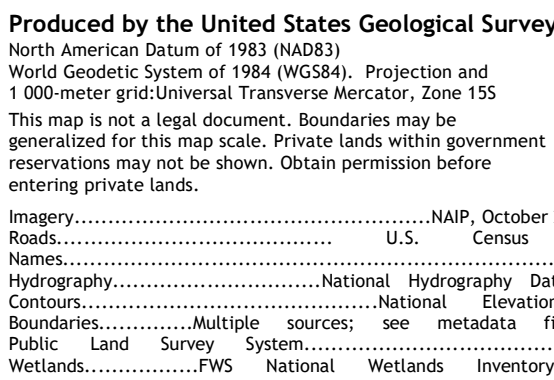 Produced by the United States Geological Survey
North American Datum of 1983 (NAD83)
World Geodetic System of 1984 (WGS84). Projection and
1 000-meter grid:Universal Transverse Mercator, Zone 15S
This map is not a legal document. Boundaries may be
generalized for this map scale. Private lands within government
reservations may not be shown. Obtain permission before
entering private lands.
Imagery....................................................NAIP, October
Roads........................................ U.S. Census
Names.......................................................................
Hydrography..............................National Hydrography
Contours...........................................National Elevation
Boundaries..............Multiple sources; see metadata
Public Land Survey System....................................
Wetlands.................FWS National Wetlands Inventory